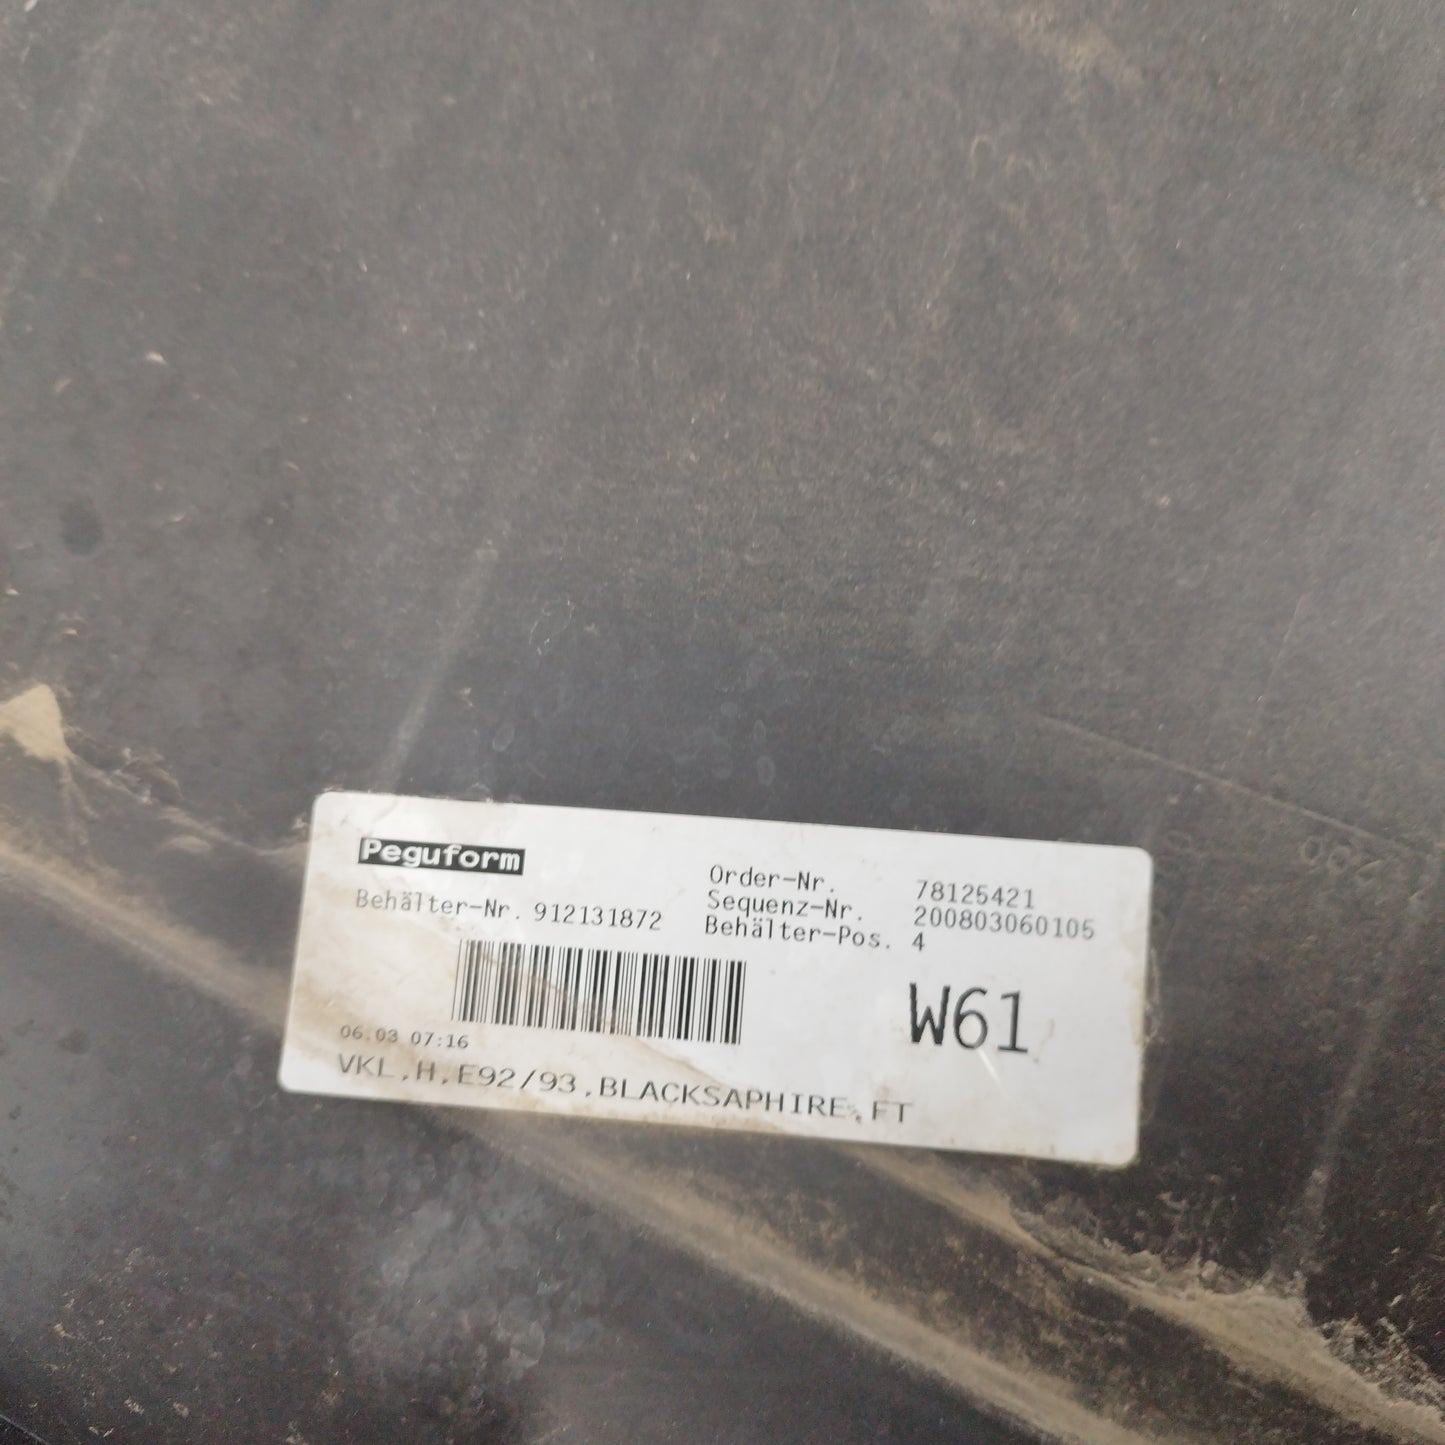 Peguform
Behälter-Nr. 912131872
Order-Nr. 78125421
Sequenz-Nr. 200803060105
Behälter-Pos. 4
W61
06.03 07:16
VKL,H,E92/93,BLACKSAPHIRE,FT